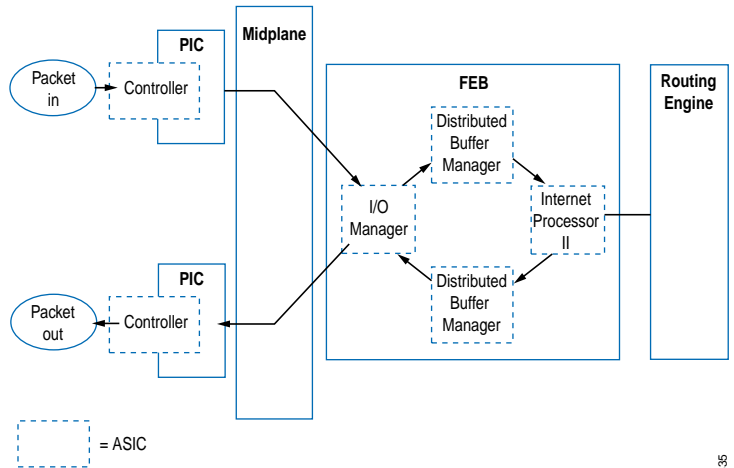 Midplane
PIC
Packet
in
Controller
FEB
Routing
Engine
Distributed
Buffer
Manager
I/O
Manager
Internet
Processor
II
PIC
Distributed
Buffer
Manager
Packet
out
Controller
= ASIC
35